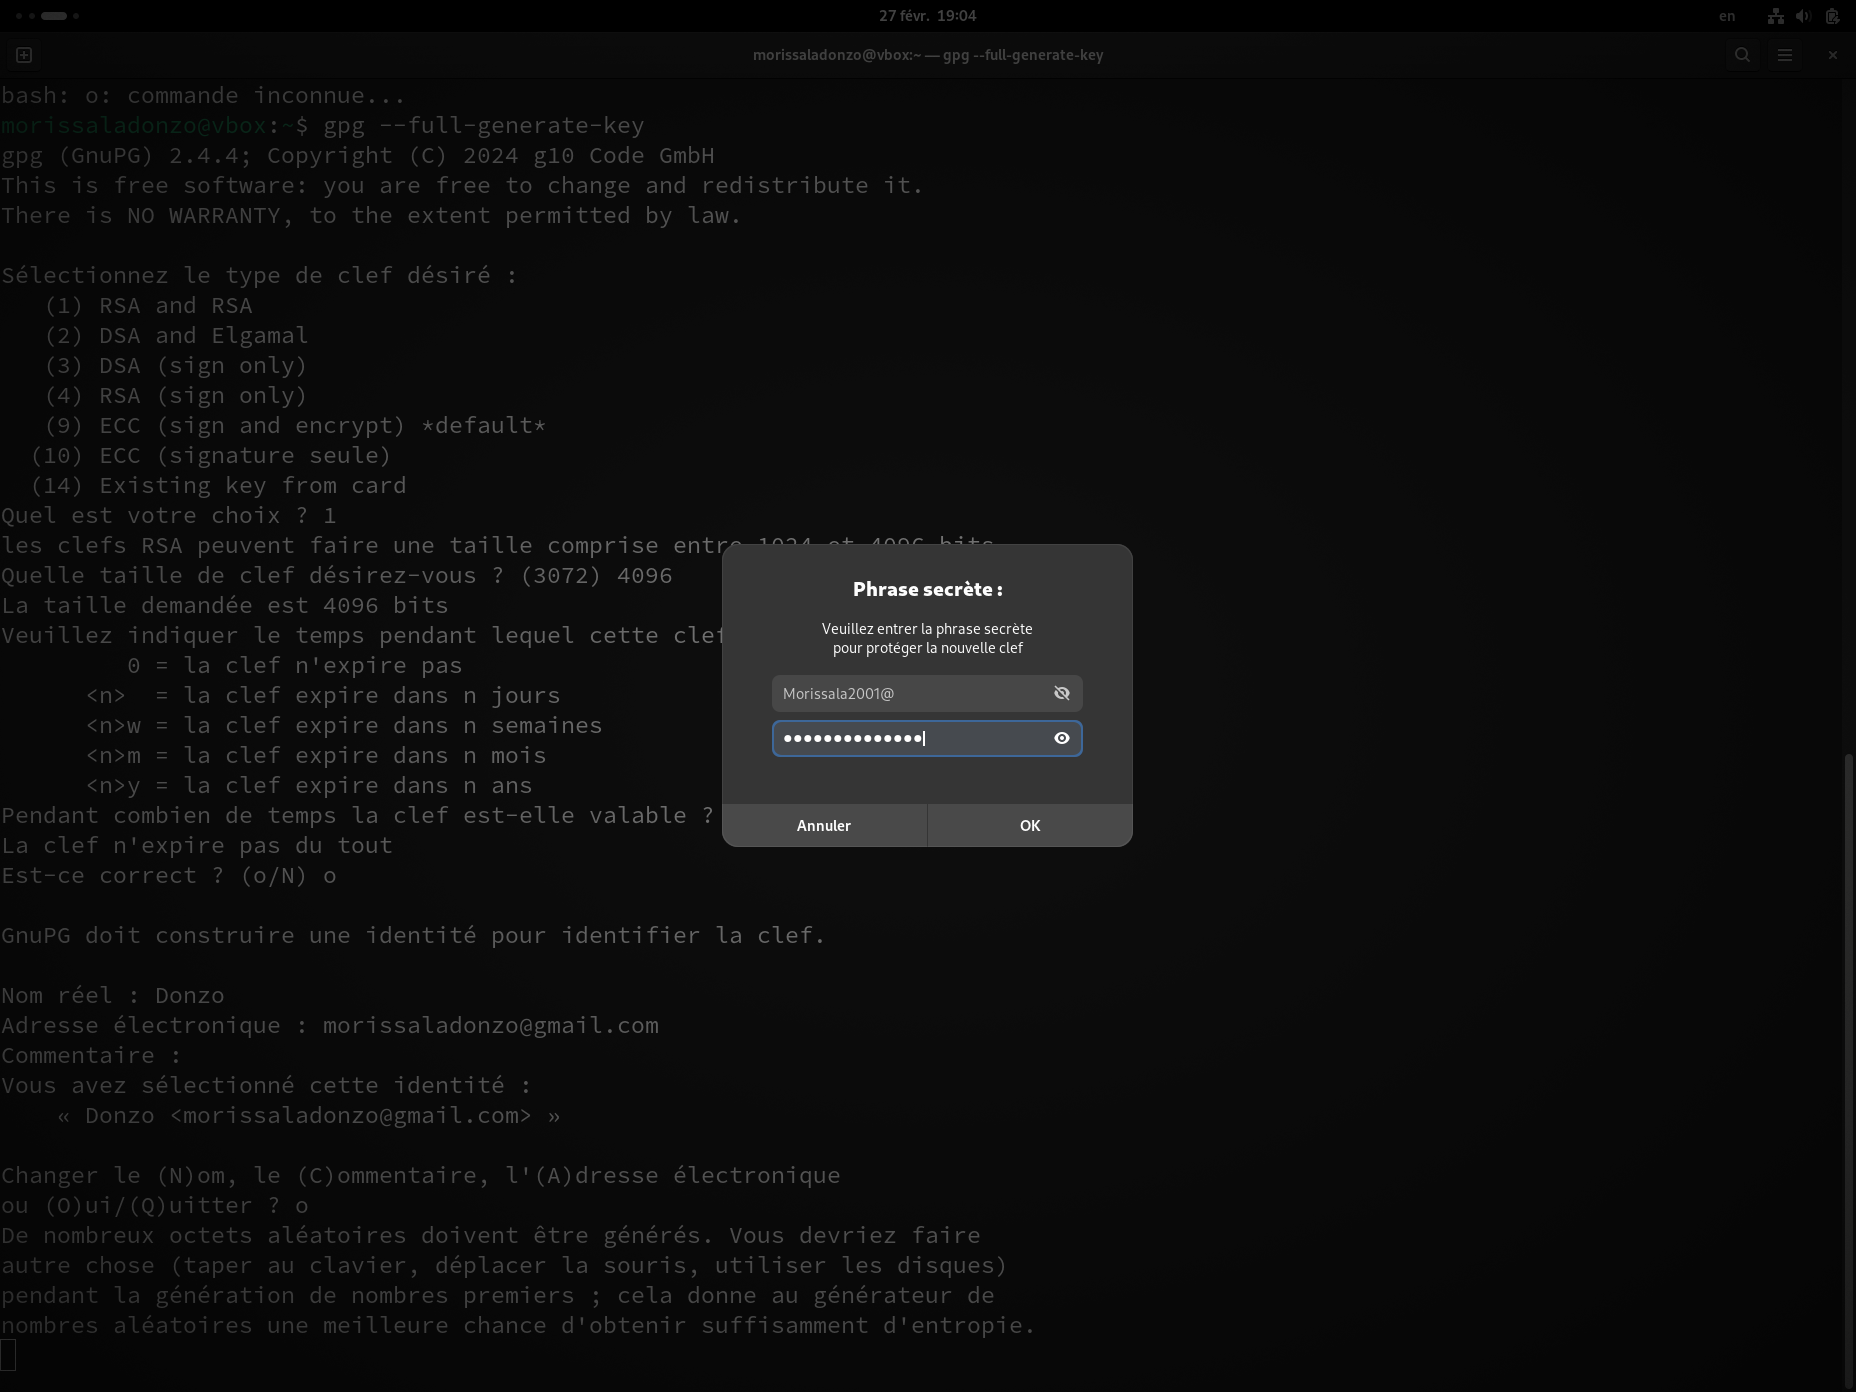 27 févr. 19:04
en
morissaladonzo@vbox:~ — gpg --full-generate-key
bash: o: commande inconnue...
morissaladonzo@vbox:~$ gpg --full-generate-key
gpg (GnuPG) 2.4.4; Copyright (C) 2024 g10 Code GmbH
This is free software: you are free to change and redistribute it.
There is NO WARRANTY, to the extent permitted by law.
Sélectionnez le type de clef désiré :
(1) RSA and RSA
(2) DSA and Elgamal
(3) DSA (sign only)
(4) RSA (sign only)
(9) ECC (sign and encrypt) *default*
(10) ECC (signature seule)
(14) Existing key from card
Quel est votre choix ? 1
les clefs RSA peuvent faire une taille comprise entre 1024 et 4096 bits.
Quelle taille de clef désirez-vous ? (3072) 4096
La taille demandée est 4096 bits
Veuillez indiquer le temps pendant lequel cette clef
0 = la clef n'expire pas
<n>  = la clef expire dans n jours
<n>w = la clef expire dans n semaines
<n>m = la clef expire dans n mois
<n>y = la clef expire dans n ans
Pendant combien de temps la clef est-elle valable ?
La clef n'expire pas du tout
Est-ce correct ? (o/N) o
GnuPG doit construire une identité pour identifier la clef.
Nom réel : Donzo
Adresse électronique : morissaladonzo@gmail.com
Commentaire :
Vous avez sélectionné cette identité :
« Donzo <morissaladonzo@gmail.com> »
Changer le (N)om, le (C)ommentaire, l'(A)dresse électronique
ou (O)ui/(Q)uitter ? o
De nombreux octets aléatoires doivent être générés. Vous devriez faire
autre chose (taper au clavier, déplacer la souris, utiliser les disques)
pendant la génération de nombres premiers ; cela donne au générateur de
nombres aléatoires une meilleure chance d'obtenir suffisamment d'entropie.
Phrase secrète :
Veuillez entrer la phrase secrète
pour protéger la nouvelle clef
Morissala2001@
●●●●●●●●●●●●●●
Annuler
OK